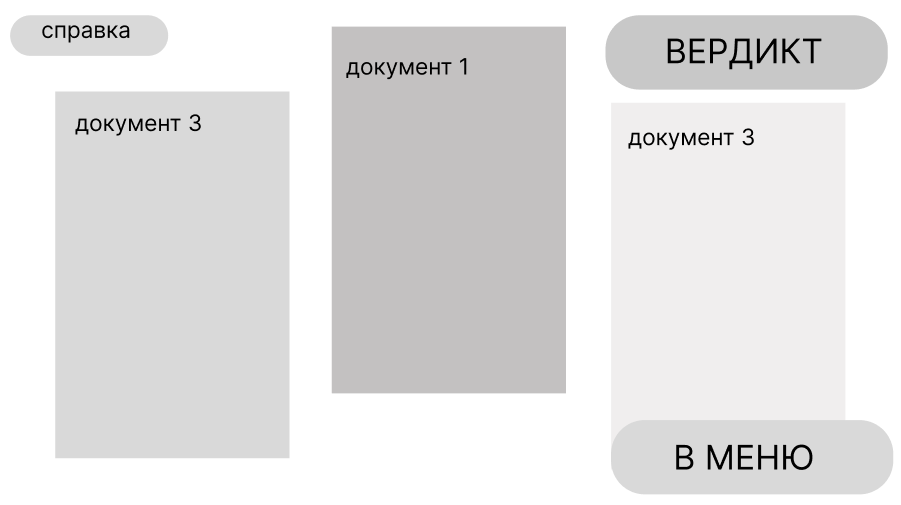 справка
документ 3
документ 1
ВЕРДИКТ
документ 3
В МЕНЮ